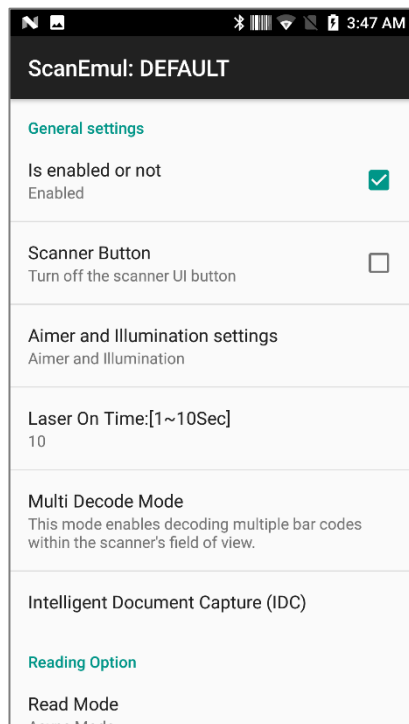 3:47 AM
ScanEmul: DEFAULT
General settings
Is enabled or not
Enabled
Scanner Button
Turn off the scanner UI button
Aimer and Illumination settings
Aimer and Illumination
Laser On Time:[1~10Sec]
10
Multi Decode Mode
This mode enables decoding multiple bar codes
within the scanner's field of view.
Intelligent Document Capture (IDC)
Reading Option
Read Mode